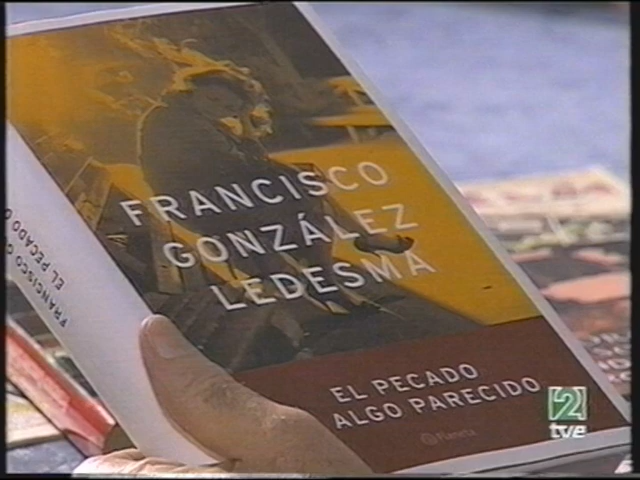 FRANCISCO
GONZÁLEZ
LEDESMA
EL PECADO
ALGO PARECIDO
Planeta
FRANCISCO G
EL PECADO O
2
tve